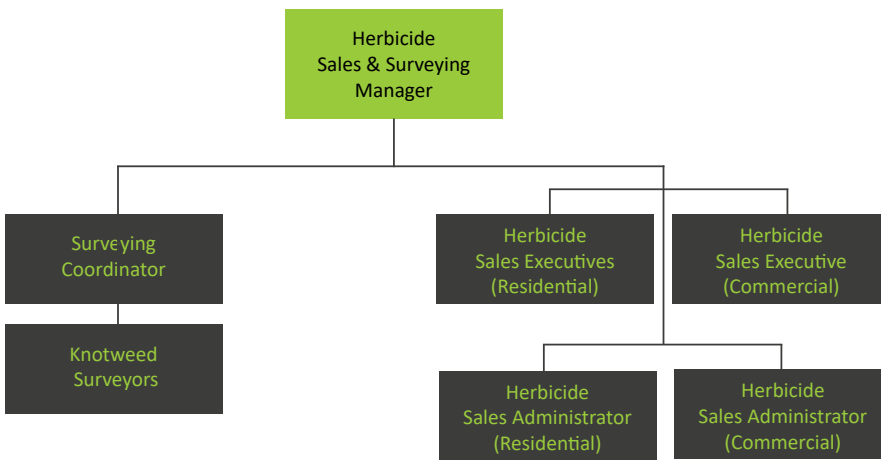 Herbicide
Sales & Surveying
Manager
Surveying
Coordinator
Knotweed
Surveyors
Herbicide
Sales Executives
(Residential)
Herbicide
Sales Executive
(Commercial)
Herbicide
Sales Administrator
(Residential)
Herbicide
Sales Administrator
(Commercial)